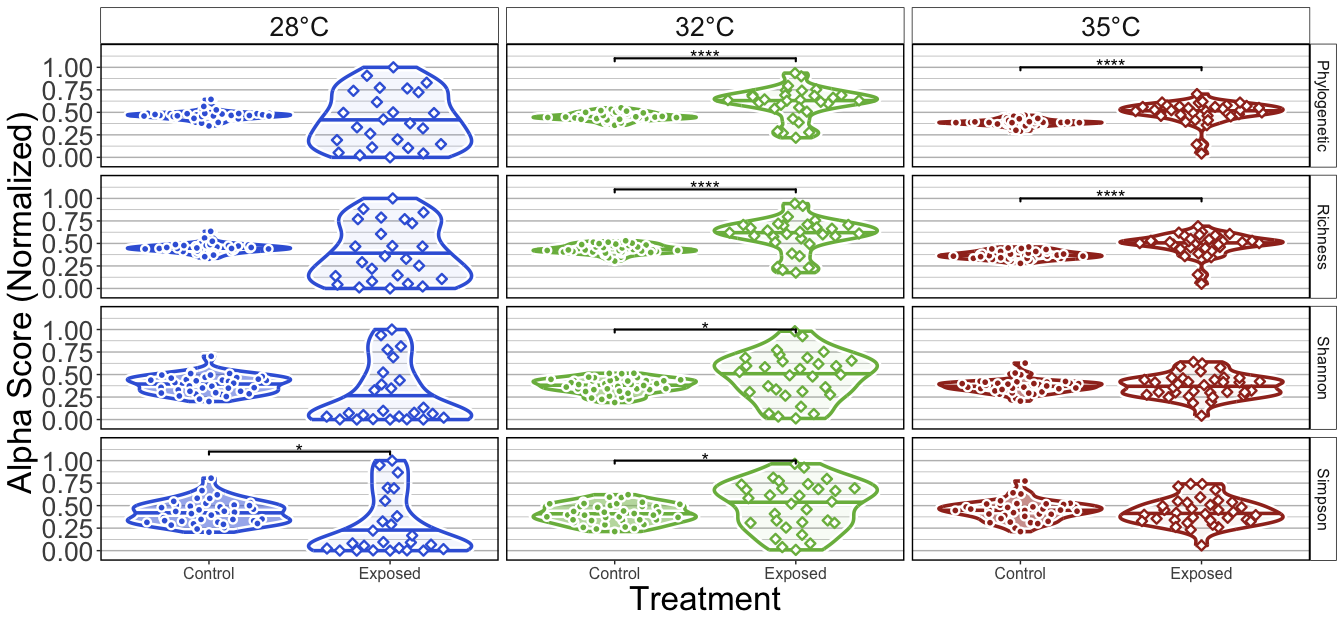 28°C 32°C 35°C
Alpha Score (Normalized)
1.00 **** ****
0.75
0.50
0.25
0.00
Phylogenetic
1.00 **** ****
0.75
0.50
0.25
0.00
Richness
1.00 *
0.75
0.50
0.25
0.00
Shannon
* *
1.00
0.75
0.50
0.25
0.00
Simpson
Control Exposed Control Exposed Control Exposed
Treatment